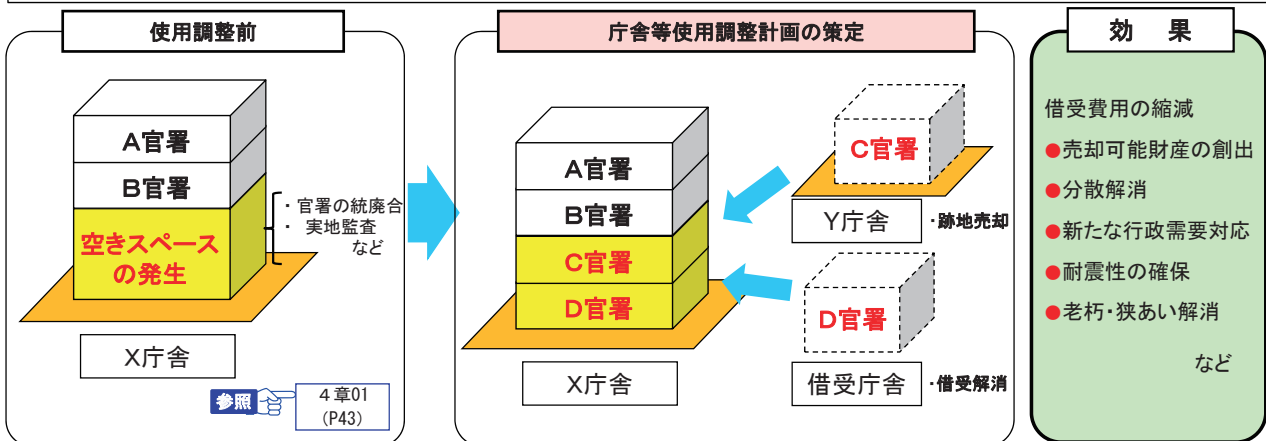 使用調整前
A官署
B官署
空きスペース
の発生
・官署の統廃合
・ 実地監査
など
X庁舎
参照
4章01
(P43)
庁舎等使用調整計画の策定
A官署
B官署
C官署
D官署
X庁舎
C官署
Y庁舎
・跡地売却
D官署
借受庁舎
・借受解消
効 果
借受費用の縮減
●売却可能財産の創出
●分散解消
●新たな行政需要対応
●耐震性の確保
●老朽・狭あい解消
など